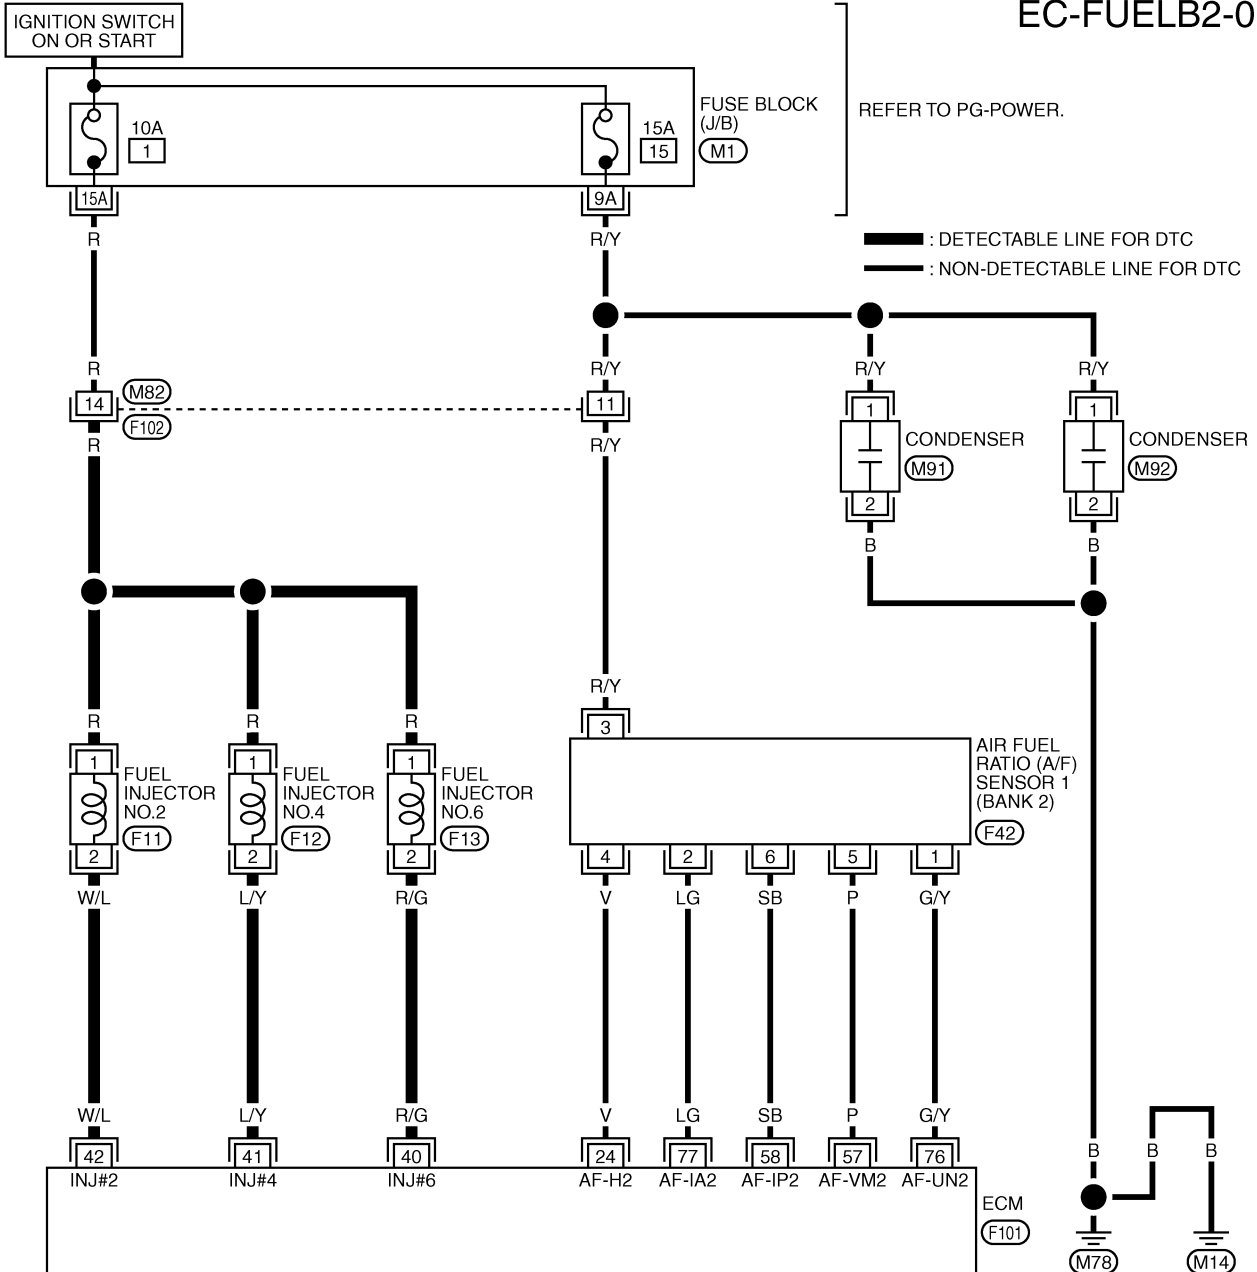 EC-FUELB2-0
IGNITION SWITCH
ON OR START
10A
1
15A
15
FUSE BLOCK
(J/B)
M1
REFER TO PG-POWER.
15A
9A
R
R/Y
: DETECTABLE LINE FOR DTC
: NON-DETECTABLE LINE FOR DTC
R
R/Y
R/Y
R/Y
M82
14
11
F102
R
R/Y
1
1
CONDENSER
CONDENSER
M91
M92
2
2
B
B
R/Y
R
R
R
3
1
1
1
FUEL
INJECTOR
NO.2
F11
FUEL
INJECTOR
NO.4
F12
FUEL
INJECTOR
NO.6
F13
AIR FUEL
RATIO (A/F)
SENSOR 1
(BANK 2)
F42
2
2
2
4
2
6
5
1
W/L
L/Y
R/G
V
LG
SB
P
G/Y
W/L
L/Y
R/G
V
LG
SB
P
G/Y
B
B
B
42
41
40
24
77
58
57
76
INJ#2
INJ#4
INJ#6
AF-H2
AF-IA2
AF-IP2
AF-VM2
AF-UN2
ECM
F101
M78
M14